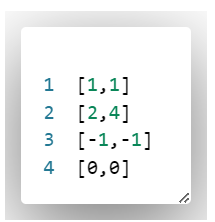 1 [1,1]
2 [2,4]
3 [-1,-1]
4 [0,0]